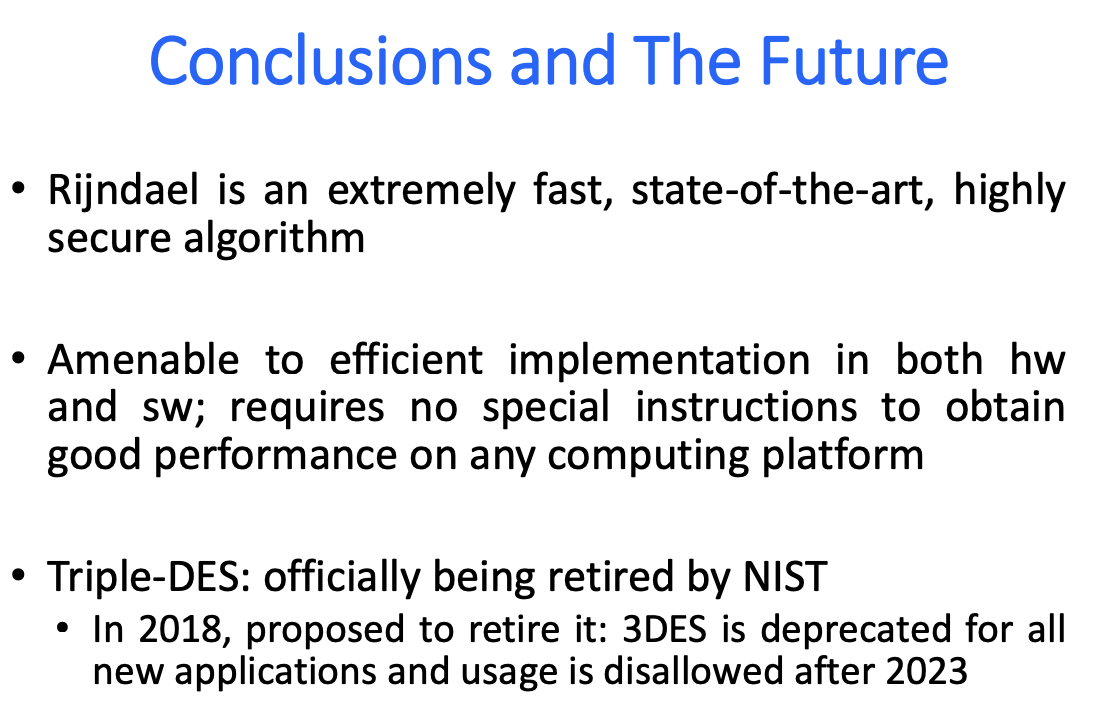 Conclusions and The Future
• Rijndael is an extremely fast, state-of-the-art, highly
secure algorithm
• Amenable to efficient implementation in both hw
and sw; requires no special instructions to obtain
good performance on any computing platform
• Triple-DES: officially being retired by NIST
• In 2018, proposed to retire it: 3DES is deprecated for all
new applications and usage is disallowed after 2023